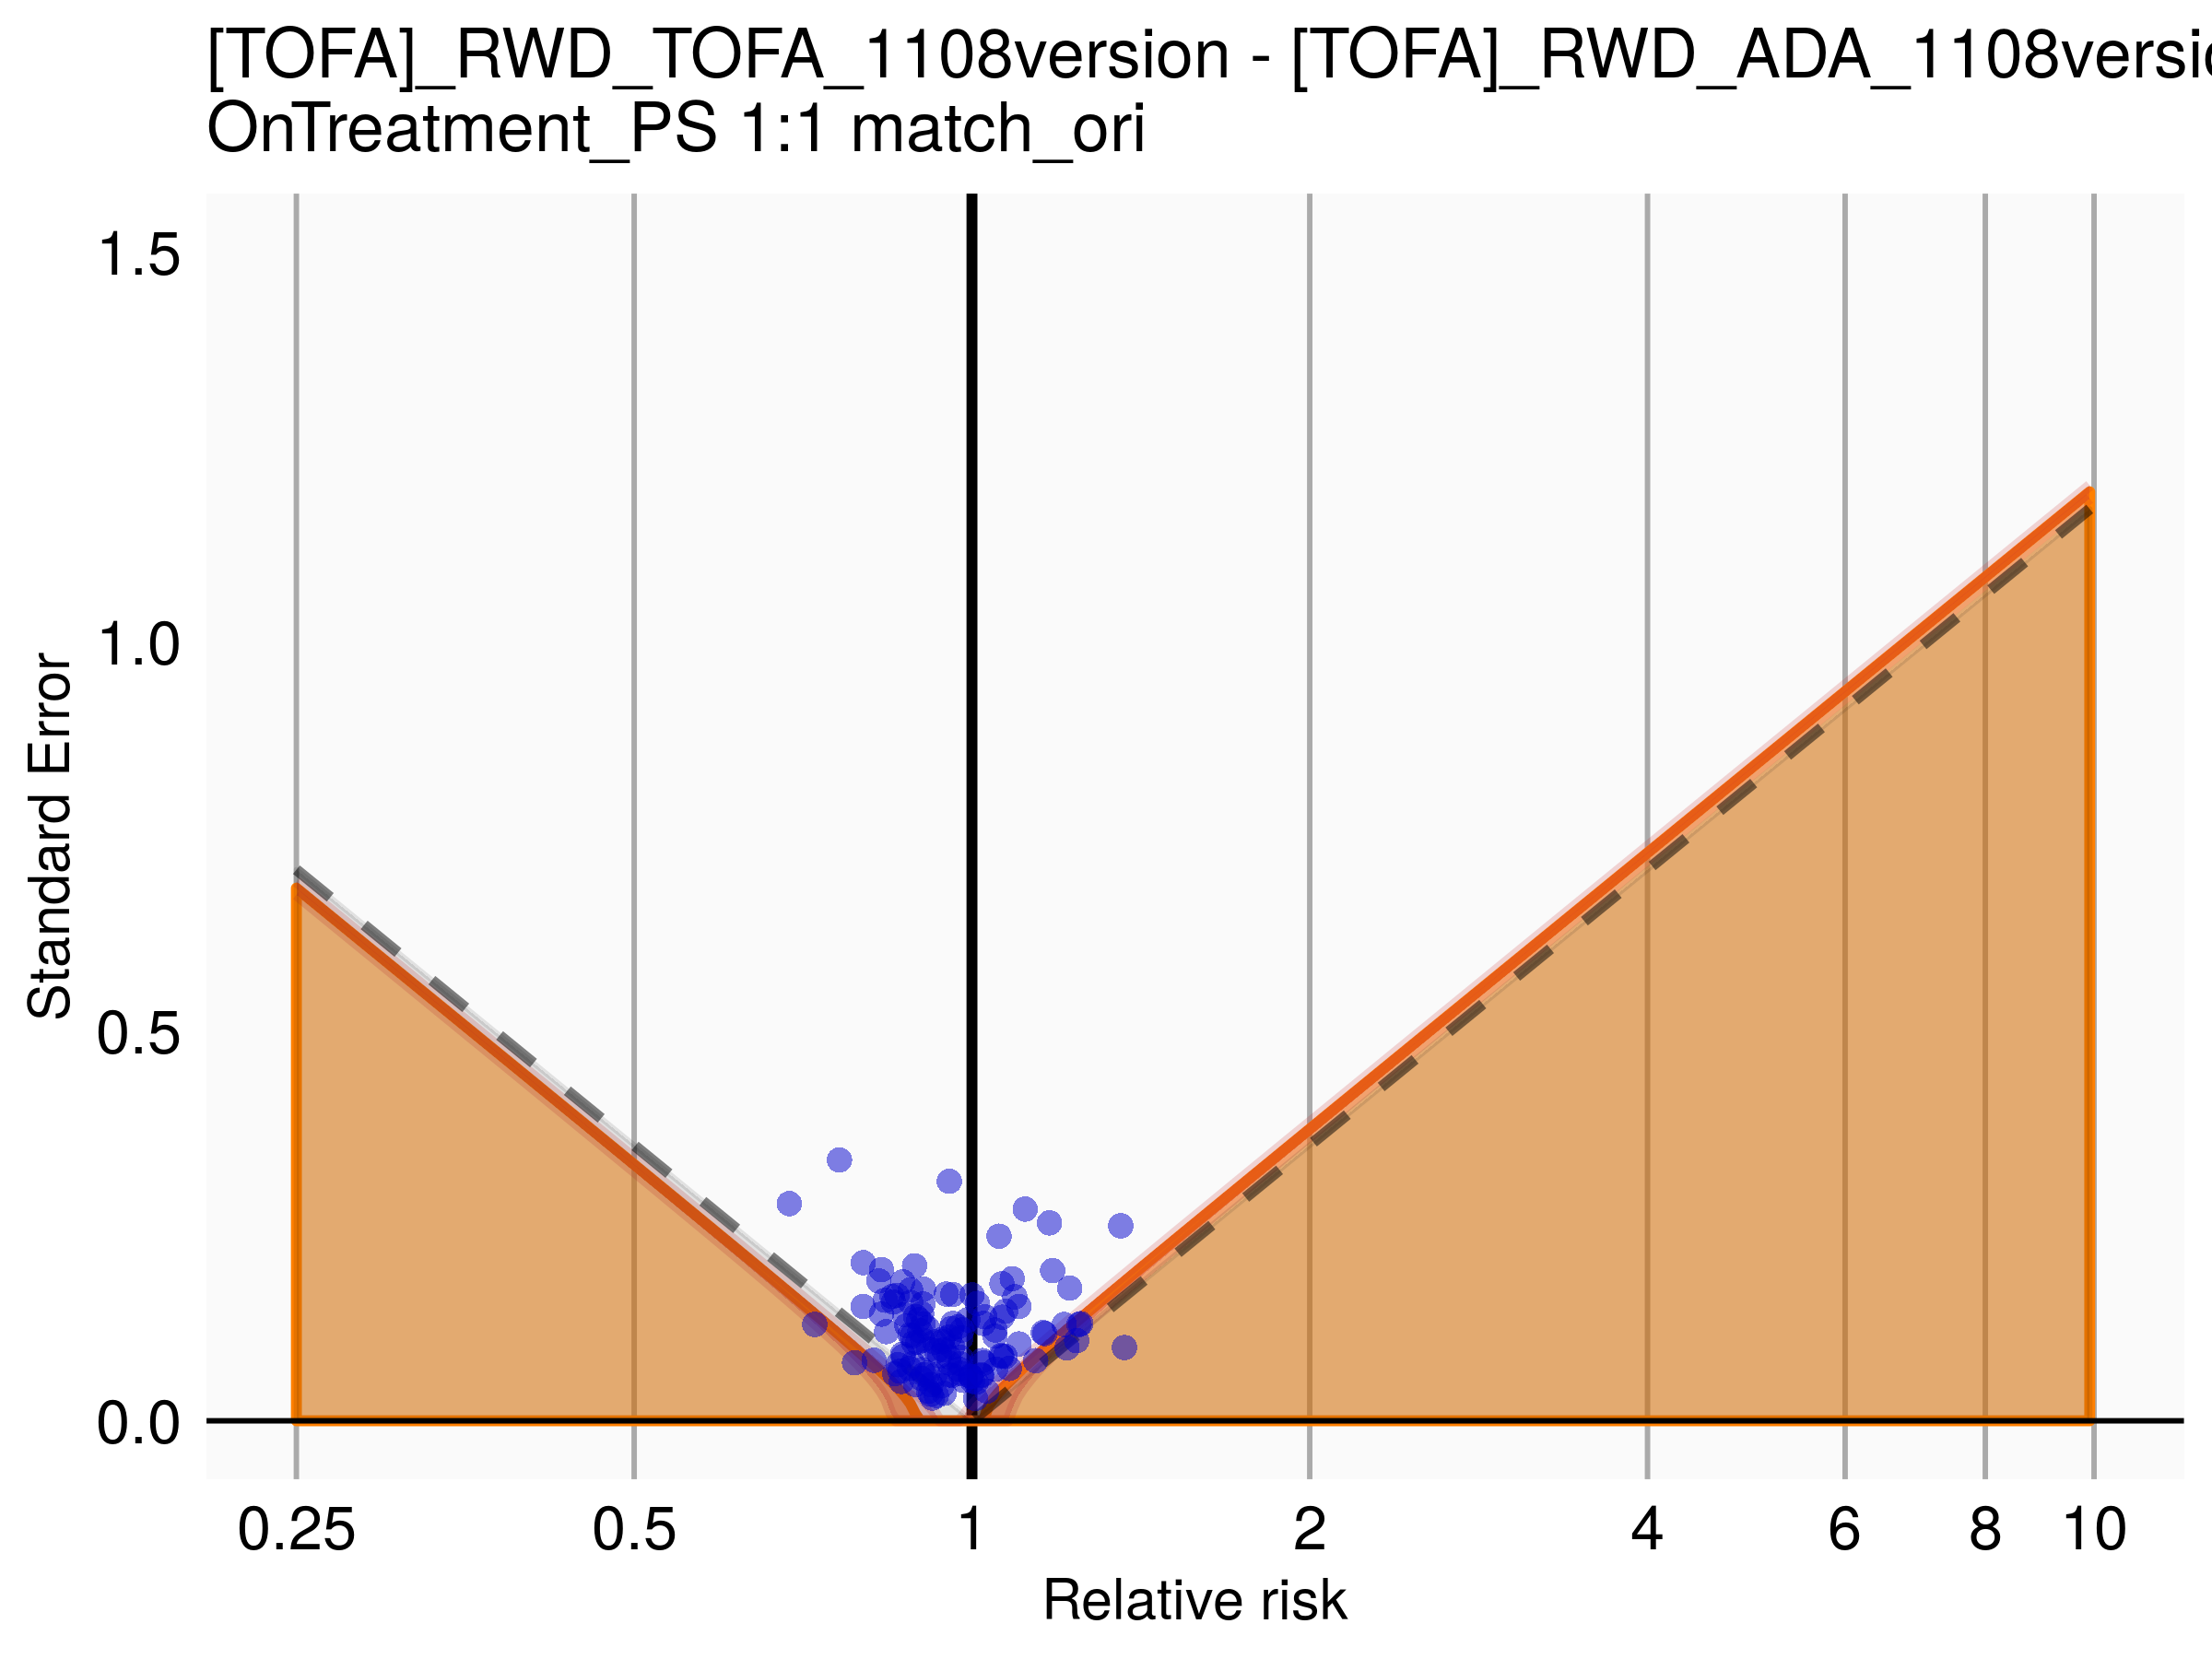 [TOFA]_RWD_TOFA_1108version - [TOFA]_RWD_ADA_1108versi
OnTreatment_PS 1:1 match_ori
1.5
1.0
0.5
0.0
Standard Error
0.25 0.5 1 2 4 6 8 10
Relative risk